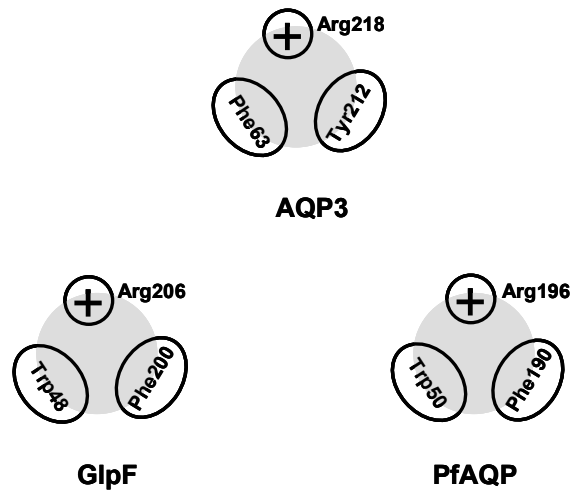 +
Arg218
Phe63
Tyr212
AQP3
+
Arg206
Trp48
Phe200
GlpF
+
Arg196
Trp50
Phe190
PfAQP